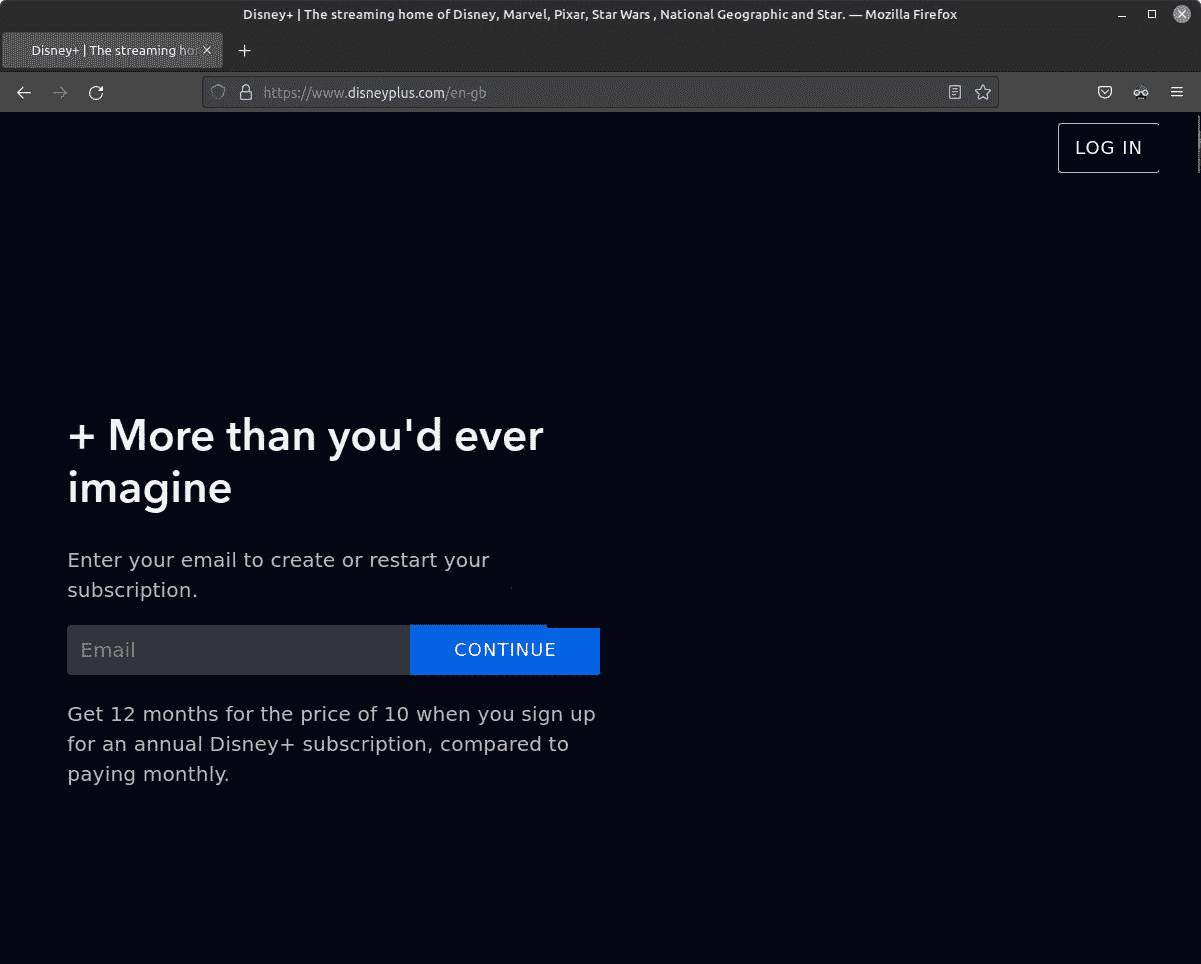 Disney+ | The streaming home of Disney, Marvel, Pixar, Star Wars , National Geographic and Star. — Mozilla Firefox
Disney+ | The streaming ho
https://www.disneyplus.com/en-gb
LOG IN
+ More than you'd ever
imagine
Enter your email to create or restart your
subscription.
Email
CONTINUE
Get 12 months for the price of 10 when you sign up
for an annual Disney+ subscription, compared to
paying monthly.